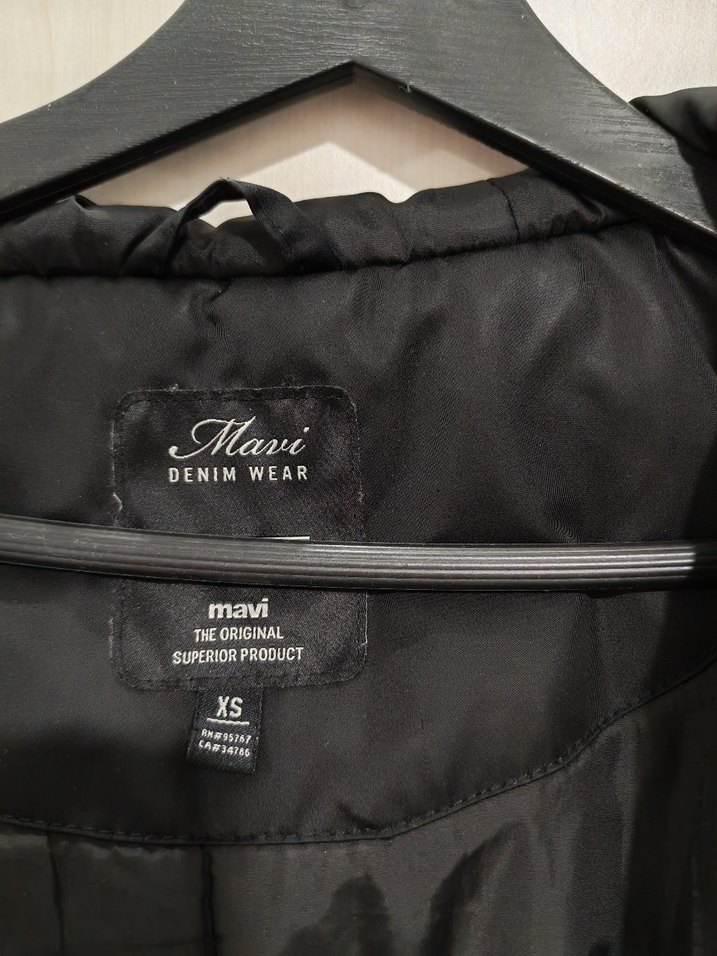 Mavi
DENIM WEAR
mavi
THE ORIGINAL
SUPERIOR PRODUCT
XS
RN#95767
CA#34786